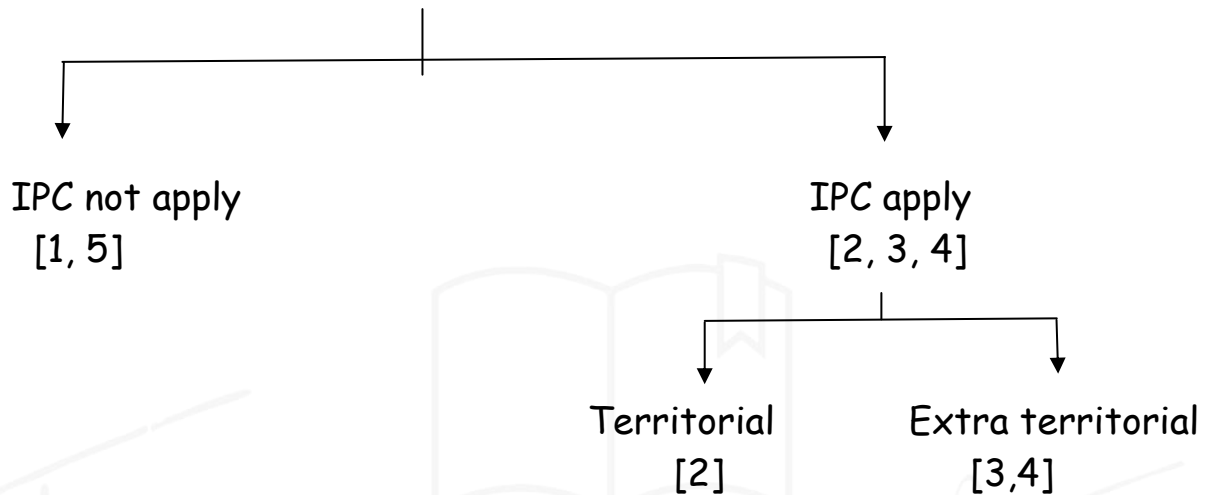 IPC not apply
[1, 5]
IPC apply
[2, 3, 4]
Territorial
[2]
Extra territorial
[3,4]